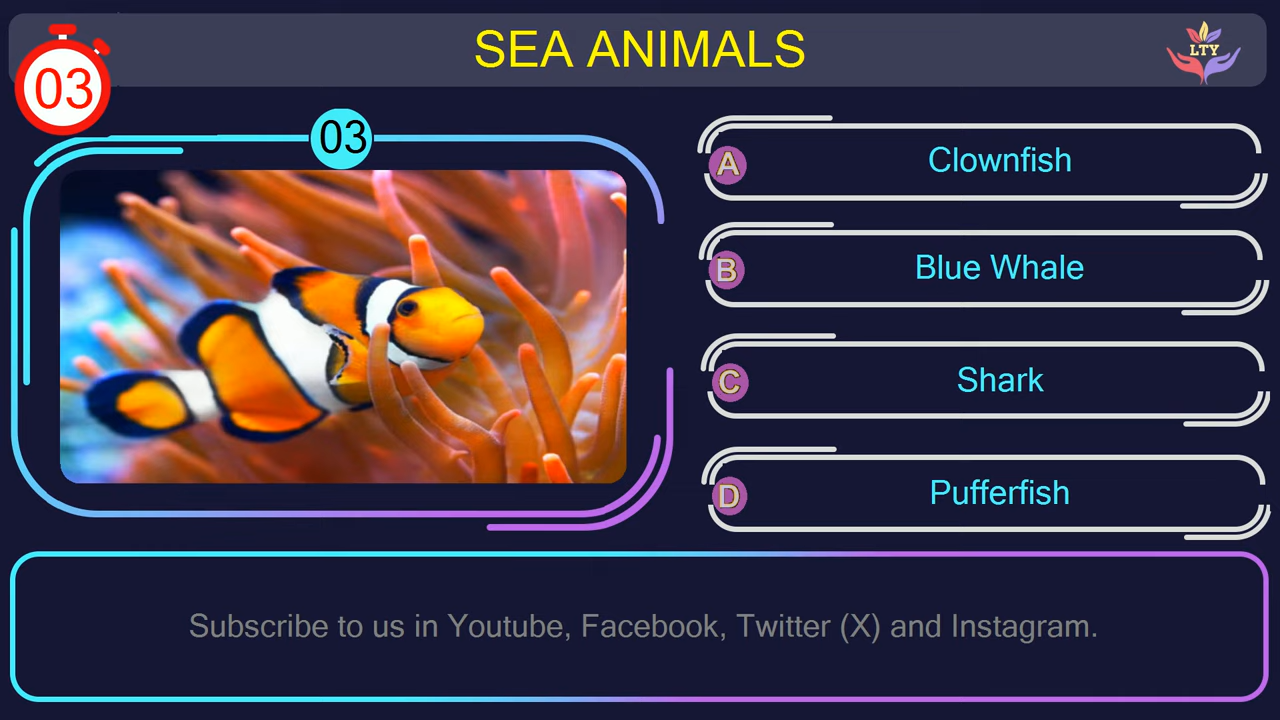 SEA ANIMALS
LTY
03
03
A Clownfish
B Blue Whale
C Shark
D Pufferfish
Subscribe to us in Youtube, Facebook, Twitter (X) and Instagram.